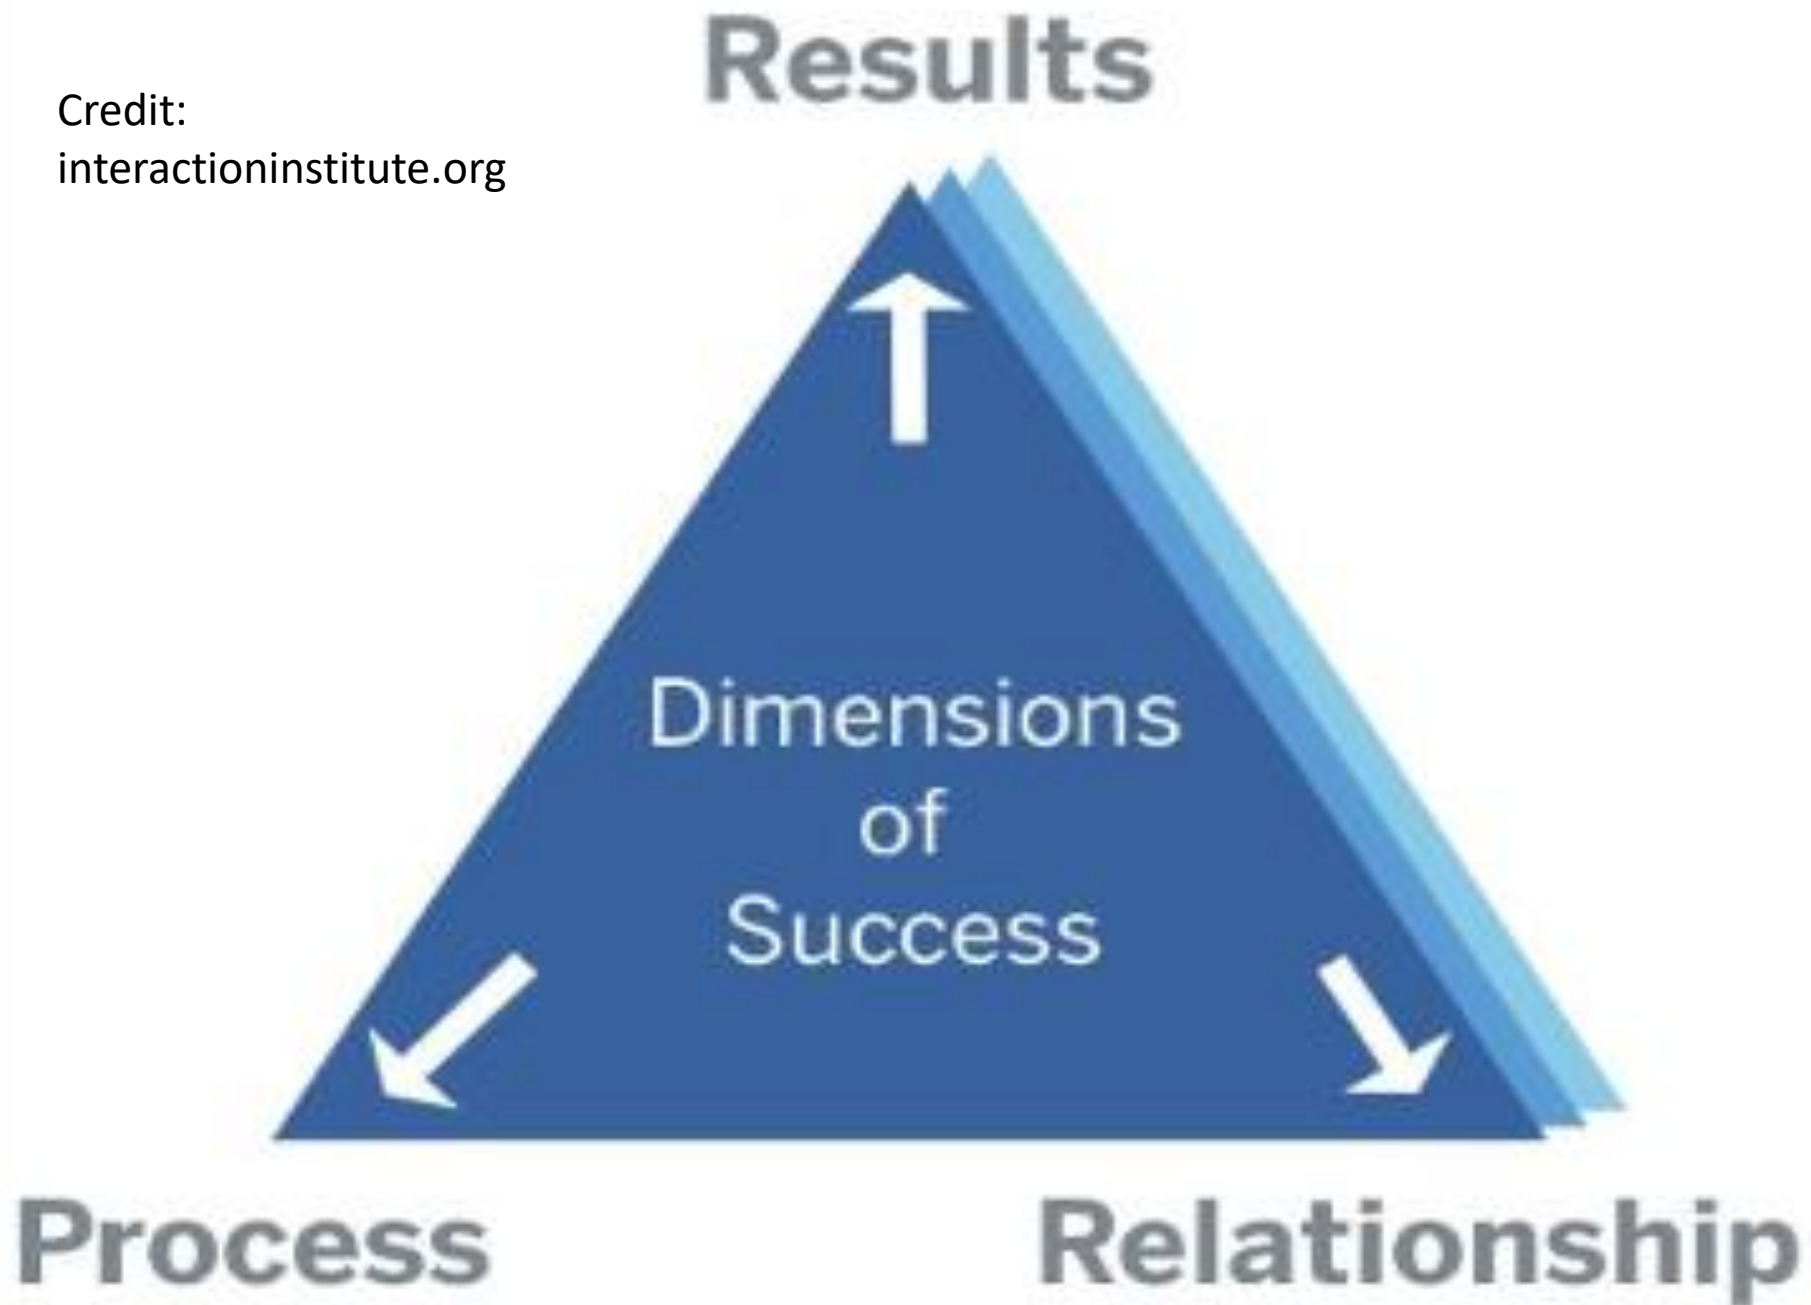 Results
Credit:
interactioninstitute.org
Dimensions
of
Success
Process
Relationship